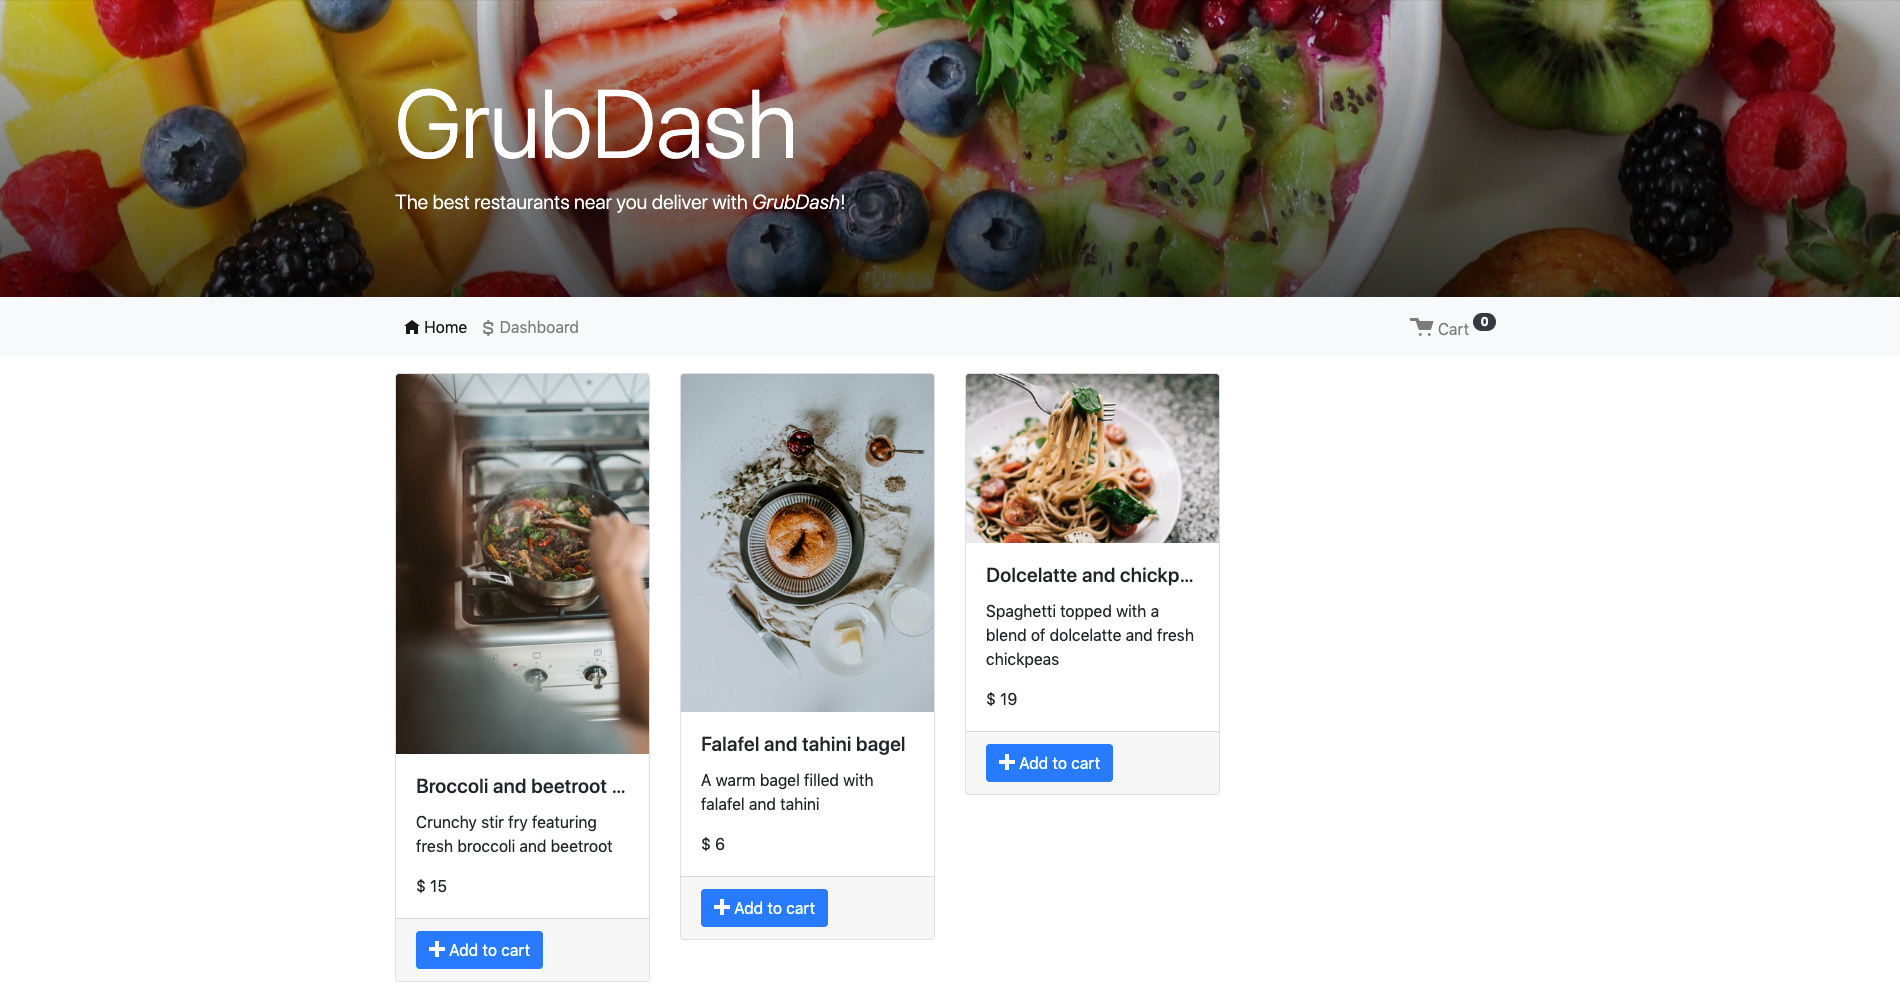 GrubDash
The best restaurants near you deliver with GrubDash!
Home
$ Dashboard
Cart 0
Broccoli and beetroot ...
Crunchy stir fry featuring
fresh broccoli and beetroot
$ 15
Add to cart
Falafel and tahini bagel
A warm bagel filled with
falafel and tahini
$ 6
Add to cart
Dolcelatte and chickp...
Spaghetti topped with a
blend of dolcelatte and fresh
chickpeas
$ 19
Add to cart